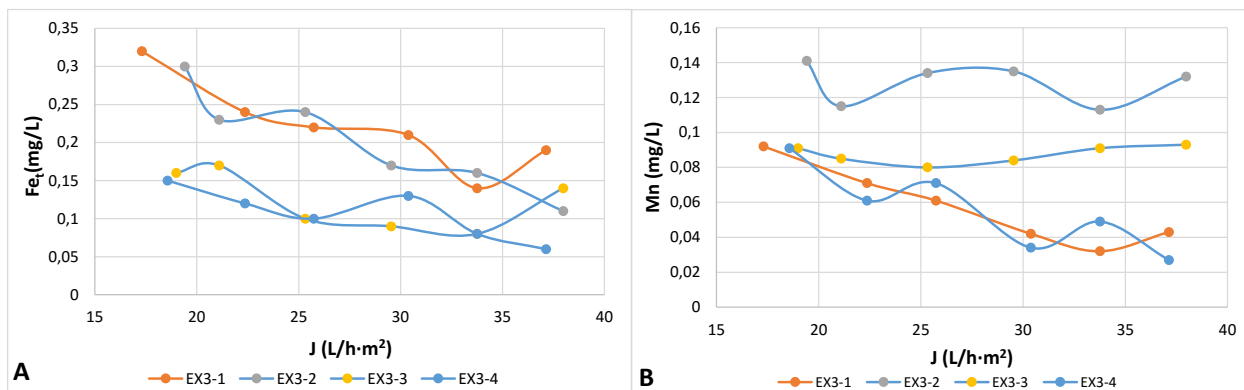 0,35
0,3
0,25
0,2
0,15
0,1
0,05
0
Feₜ(mg/L)
15 20 25 30 35 40
J (L/h·m²)
A
EX3-1 EX3-2 EX3-3 EX3-4
0,16
0,14
0,12
0,1
0,08
0,06
0,04
0,02
0
Mn (mg/L)
15 20 25 30 35 40
J (L/h·m²)
B
EX3-1 EX3-2 EX3-3 EX3-4